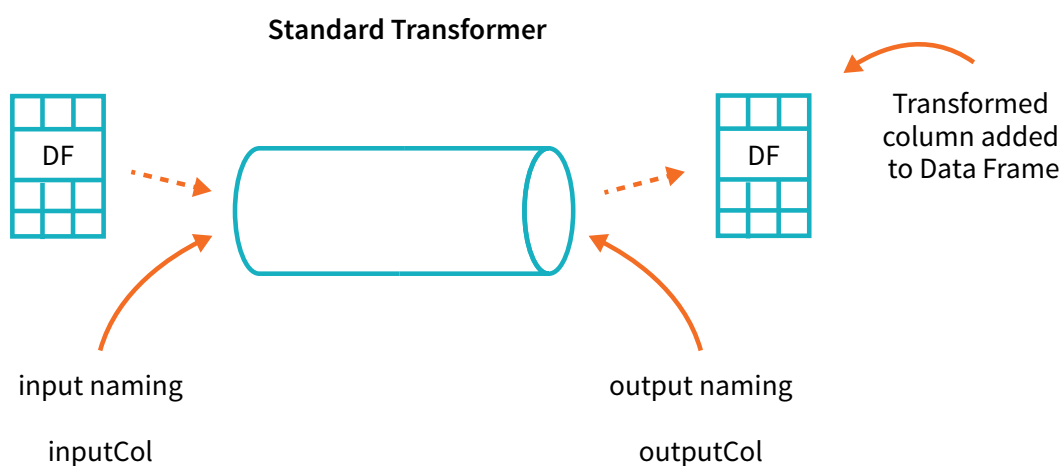 Standard Transformer
DF
DF
Transformed
column added
to Data Frame
input naming
inputCol
output naming
outputCol